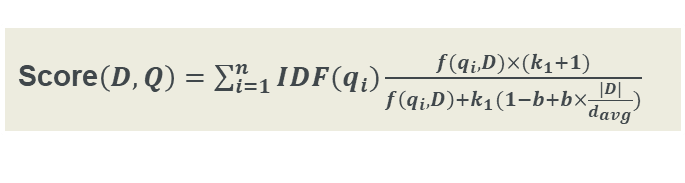 Score(D, Q) = ∑ⁿᵢ₌₁ IDF(qᵢ) f(qᵢ,D)×(k₁+1) / f(qᵢ,D)+k₁(1−b+b×|D|/d_avg)